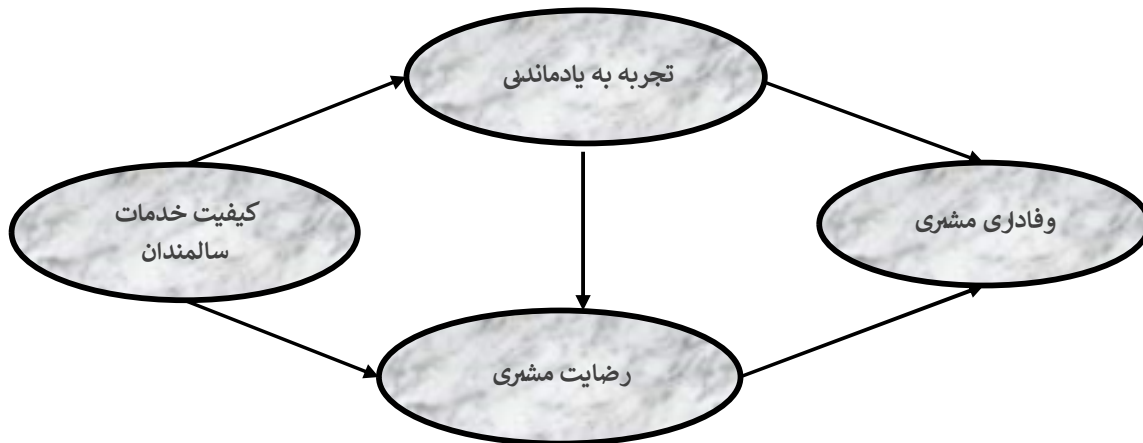 تجربه به یادماندنی
کیفیت خدمات
سالمندان
وفاداری مشتری
رضایت مشتری